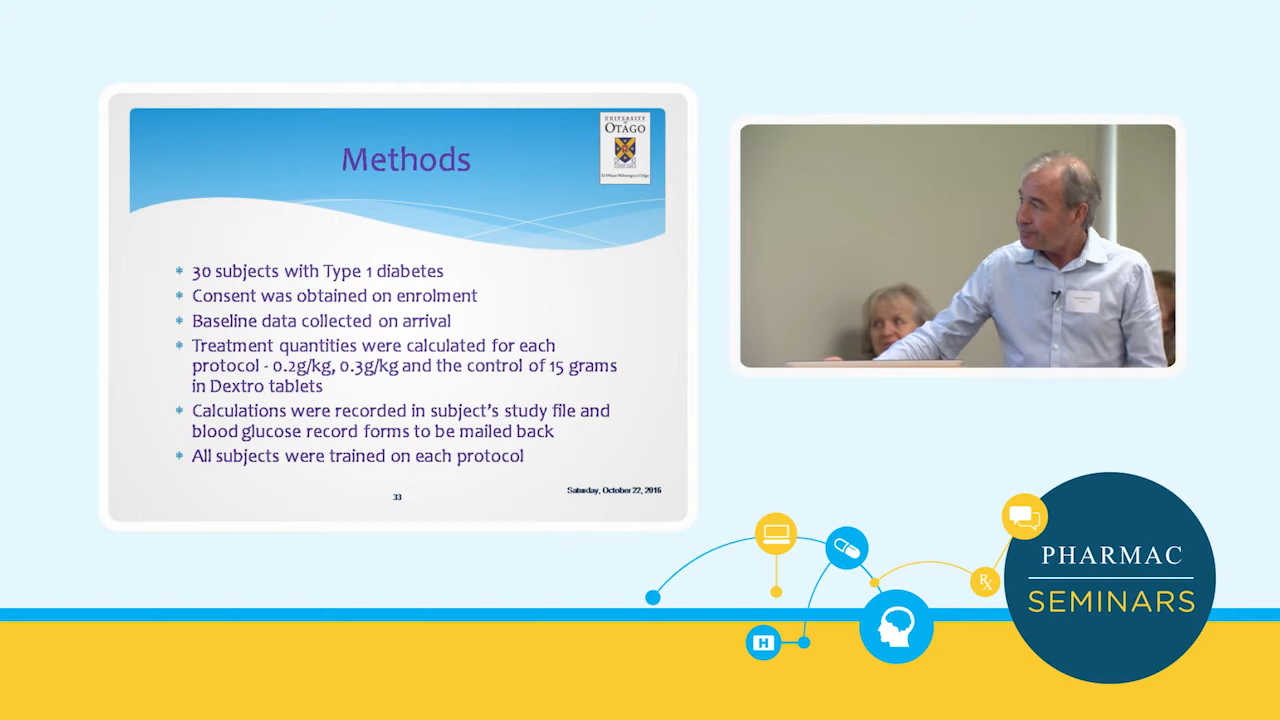 UNIVERSITY
OF
OTAGO
Methods
* 30 subjects with Type 1 diabetes
* Consent was obtained on enrolment
* Baseline data collected on arrival
* Treatment quantities were calculated for each
protocol - 0.2g/kg, 0.3g/kg and the control of 15 grams
in Dextro tablets
* Calculations were recorded in subject's study file and
blood glucose record forms to be mailed back
* All subjects were trained on each protocol
33
Saturday, October 22, 2016
H
Rx
PHARMAC
SEMINARS